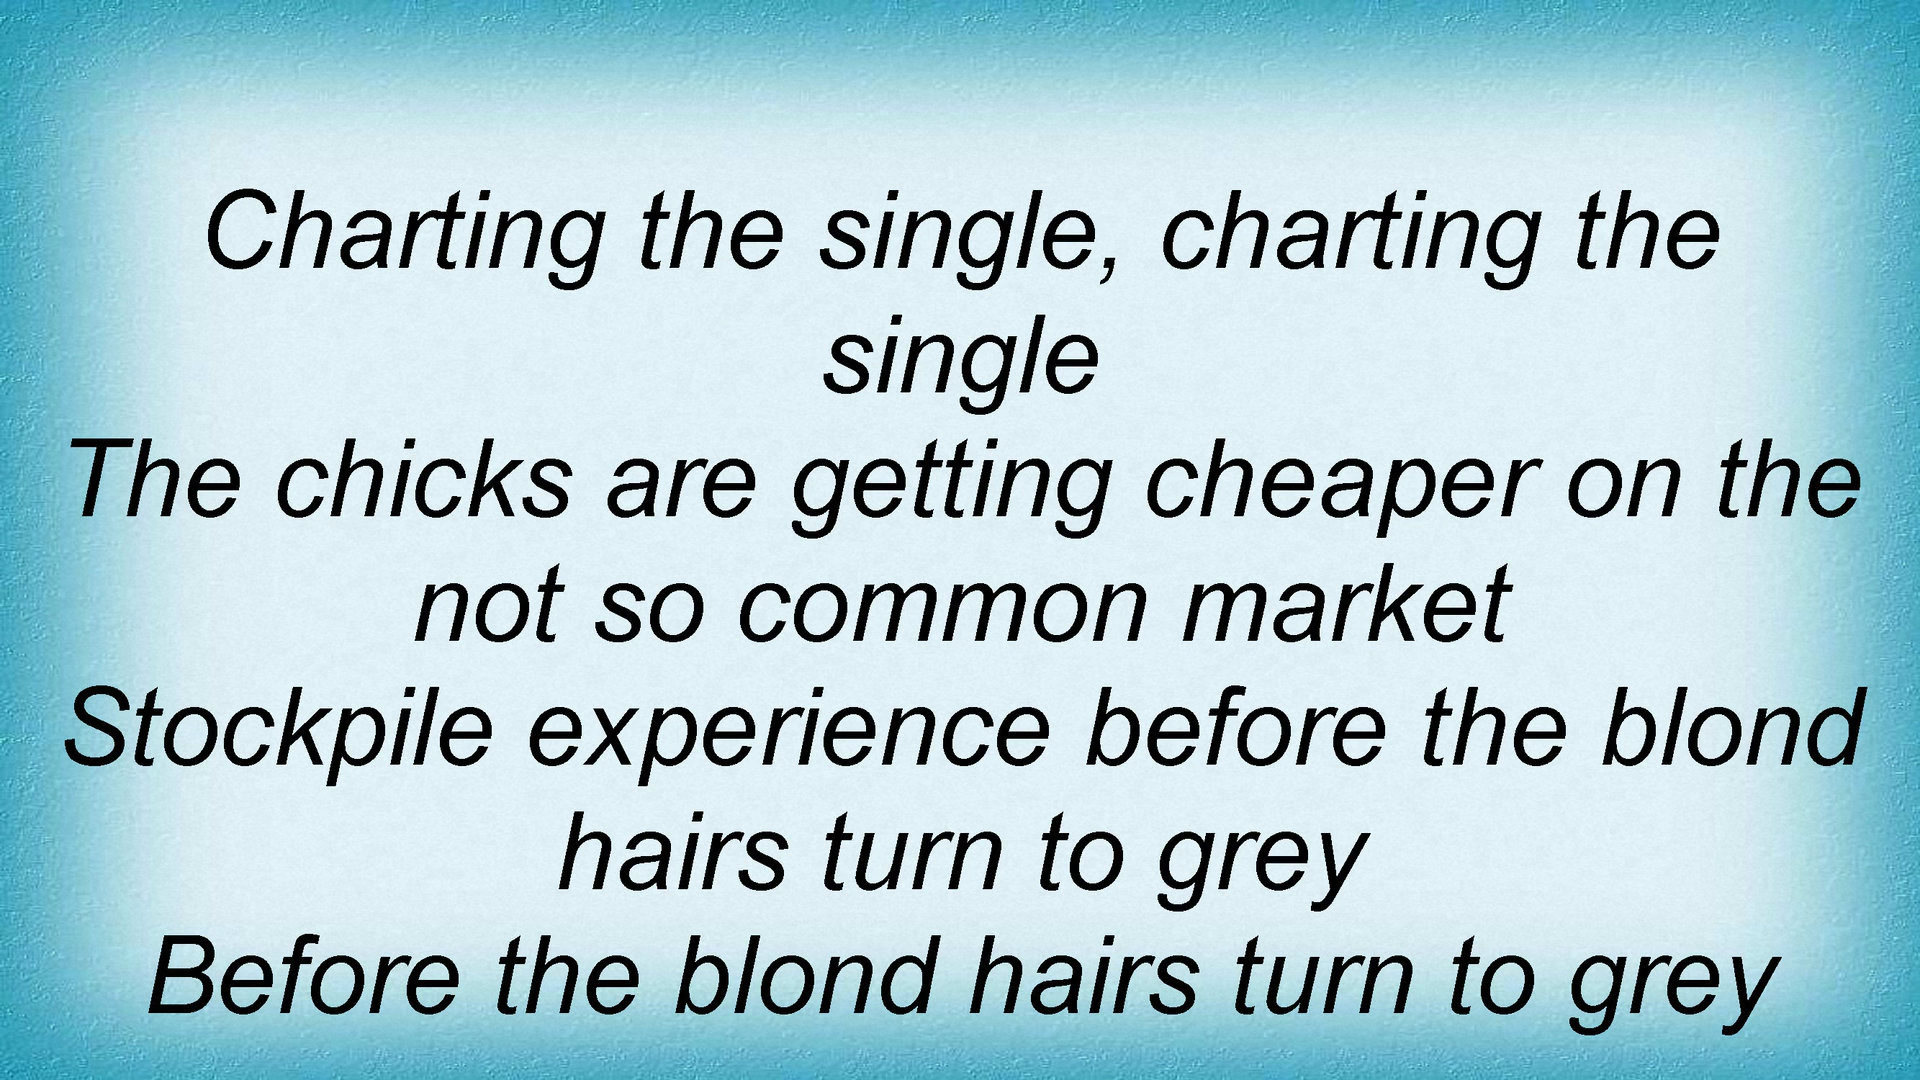 Charting the single, charting the
single
The chicks are getting cheaper on the
not so common market
Stockpile experience before the blond
hairs turn to grey
Before the blond hairs turn to grey